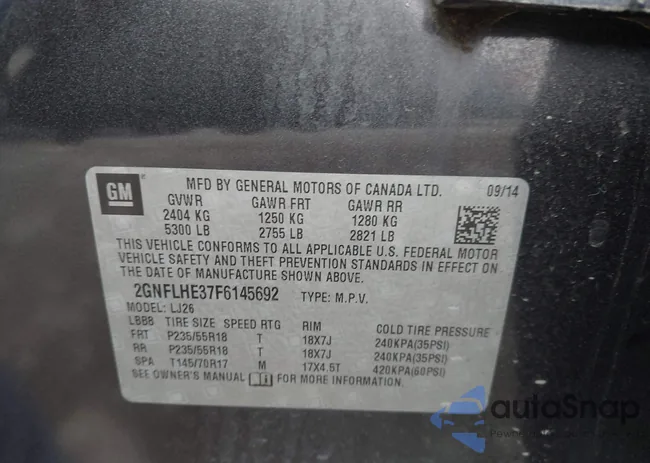 GM
MFD BY GENERAL MOTORS OF CANADA LTD. 09/14
GVWR GAWR FRT GAWR RR
2404 KG 1250 KG 1280 KG
5300 LB 2755 LB 2821 LB
THIS VEHICLE CONFORMS TO ALL APPLICABLE U.S. FEDERAL MOTOR
VEHICLE SAFETY AND THEFT PREVENTION STANDARDS IN EFFECT ON
THE DATE OF MANUFACTURE SHOWN ABOVE.
2GNFLHE37F6145692 TYPE: M.P.V.
MODEL: LJ26
LBBB TIRE SIZE SPEED RTG RIM COLD TIRE PRESSURE
FRT P235/55R18 T 18X7J 240KPA(35PSI)
RR P235/55R18 T 18X7J 240KPA(35PSI)
SPA T145/70R17 M 17X4.5T 420KPA(60PSI)
SEE OWNER'S MANUAL FOR MORE INFORMATION.
autoSnap